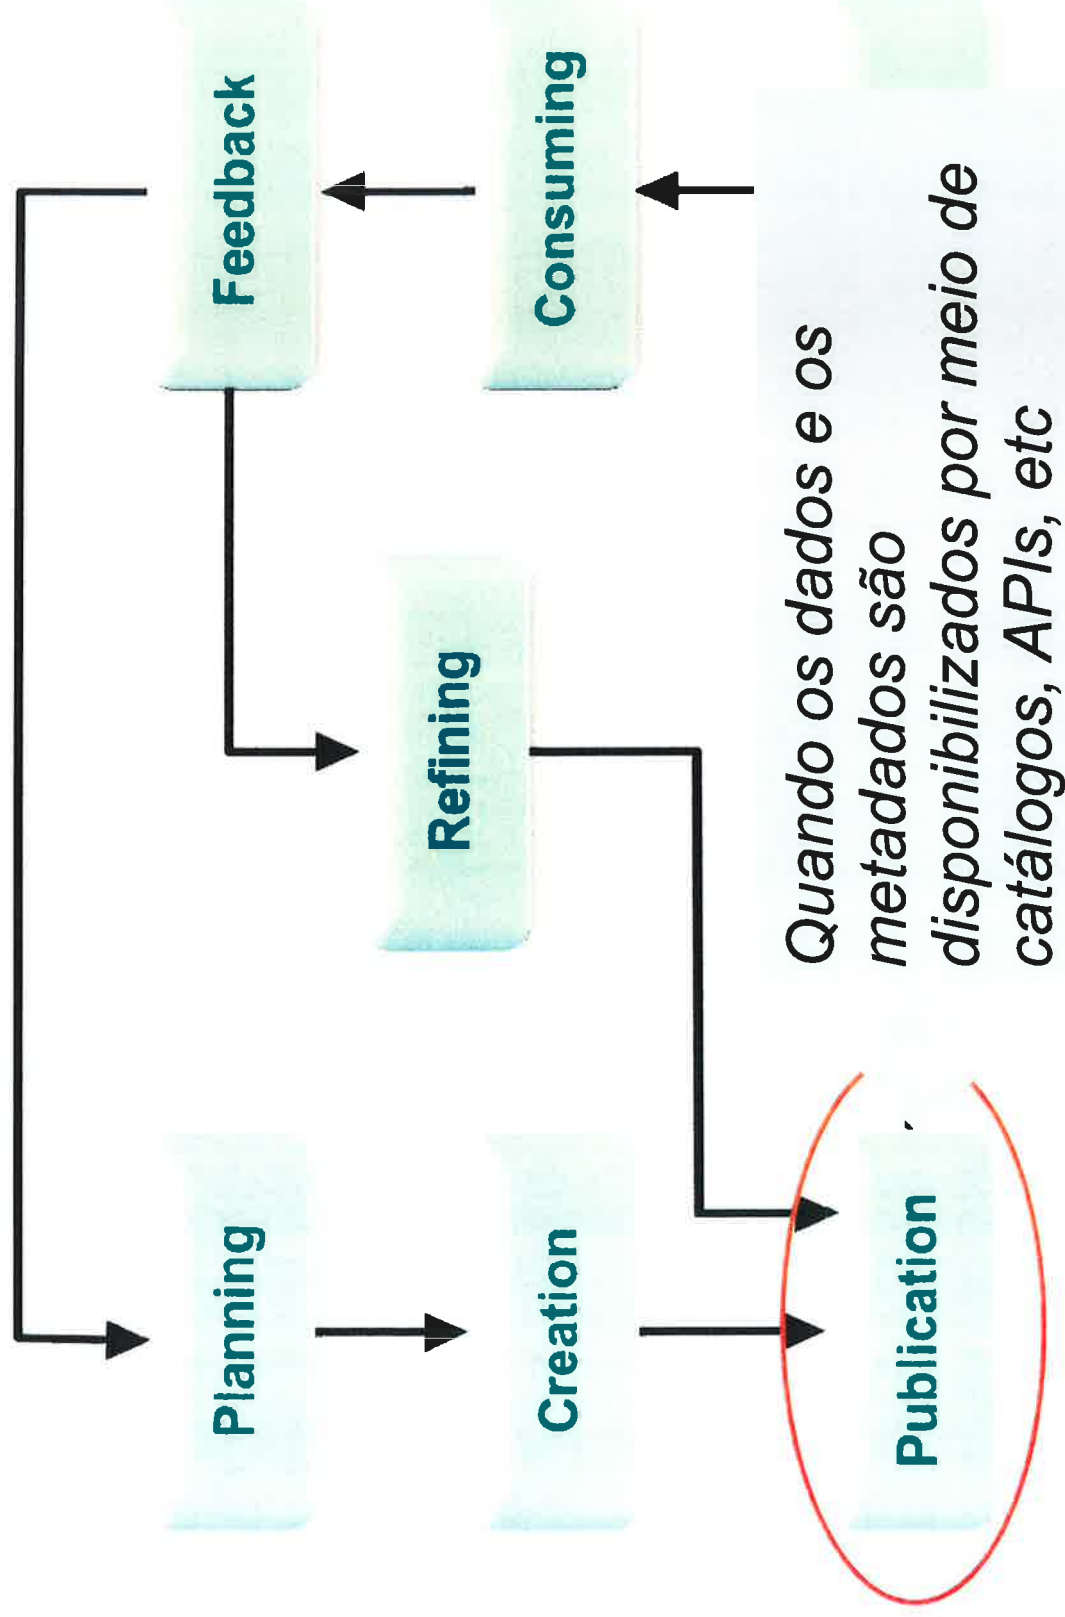 Planning
Feedback
Refining
Creation
Consuming
Publication
Quando os dados e os
metadados são
disponibilizados por meio de
catálogos, APIs, etc